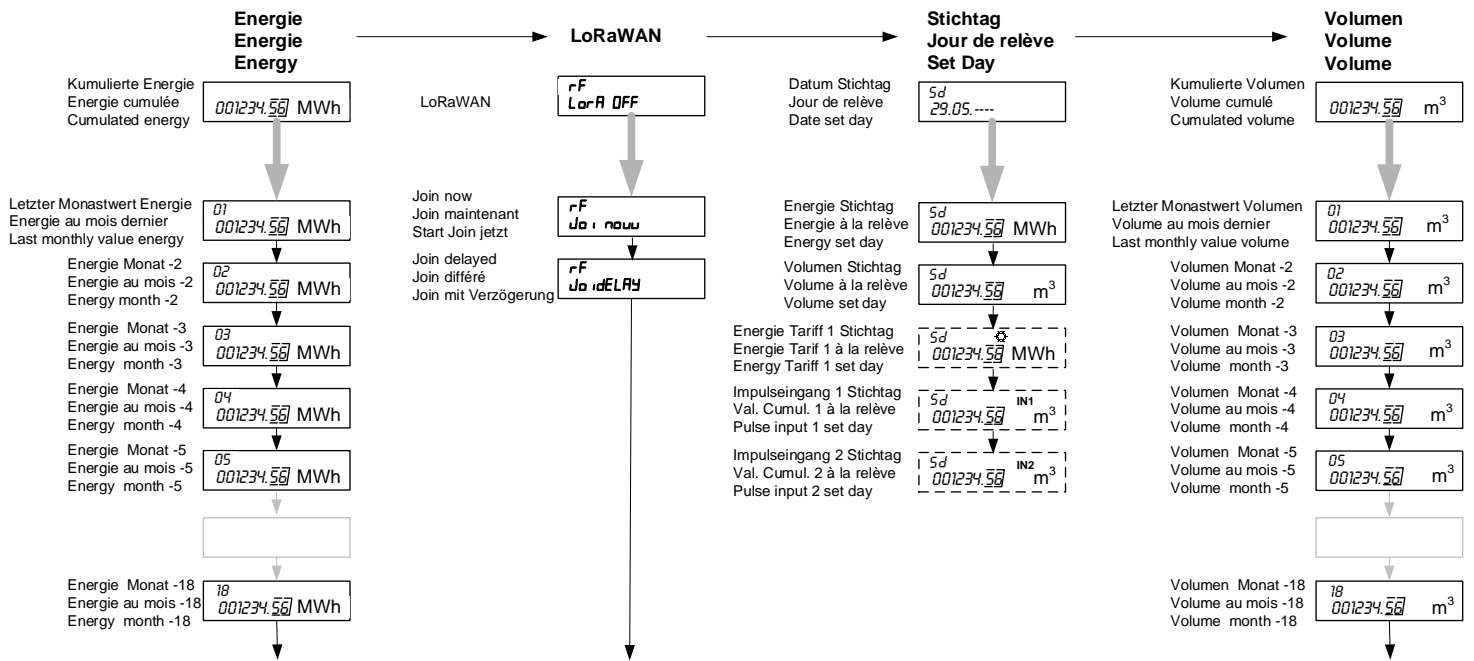 Energie
Energie
Energy
LoRaWAN
Stichtag
Jour de relève
Set Day
Volumen
Volume
Volume
Kumulierte Energie
Energie cumulée
Cumulated energy
001234.56 MWh
Letzter Monastwert Energie
Energie au mois dernier
Last monthly value energy
01
001234.56 MWh
Energie Monat -2
Energie au mois -2
Energy month -2
02
001234.56 MWh
Energie Monat -3
Energie au mois -3
Energy month -3
03
001234.56 MWh
Energie Monat -4
Energie au mois -4
Energy month -4
04
001234.56 MWh
Energie Monat -5
Energie au mois -5
Energy month -5
05
001234.56 MWh
Energie Monat -18
Energie au mois -18
Energy month -18
18
001234.56 MWh
LoRaWAN
rF
LorA OFF
Join now
Join maintenant
Start Join jetzt
rF
Joi nouu
Join delayed
Join différé
Join mit Verzögerung
rF
JoidELAY
Datum Stichtag
Jour de relève
Date set day
Sd
29.05.----
Energie Stichtag
Energie à la relève
Energy set day
Sd
001234.56 MWh
Volumen Stichtag
Volume à la relève
Volume set day
Sd
001234.56 m³
Energie Tariff 1 Stichtag
Energie Tarif 1 à la relève
Energy Tariff 1 set day
Sd
001234.56 MWh
Impulseingang 1 Stichtag
Val. Cumul. 1 à la relève
Pulse input 1 set day
Sd IN1
001234.56 m³
Impulseingang 2 Stichtag
Val. Cumul. 2 à la relève
Pulse input 2 set day
Sd IN2
001234.56 m³
Kumulierte Volumen
Volume cumulé
Cumulated volume
001234.56 m³
Letzter Monastwert Volumen
Volume au mois dernier
Last monthly value volume
01
001234.56 m³
Volumen Monat -2
Volume au mois -2
Volume month -2
02
001234.56 m³
Volumen Monat -3
Volume au mois -3
Volume month -3
03
001234.56 m³
Volumen Monat -4
Volume au mois -4
Volume month -4
04
001234.56 m³
Volumen Monat -5
Volume au mois -5
Volume month -5
05
001234.56 m³
Volumen Monat -18
Volume au mois -18
Volume month -18
18
001234.56 m³